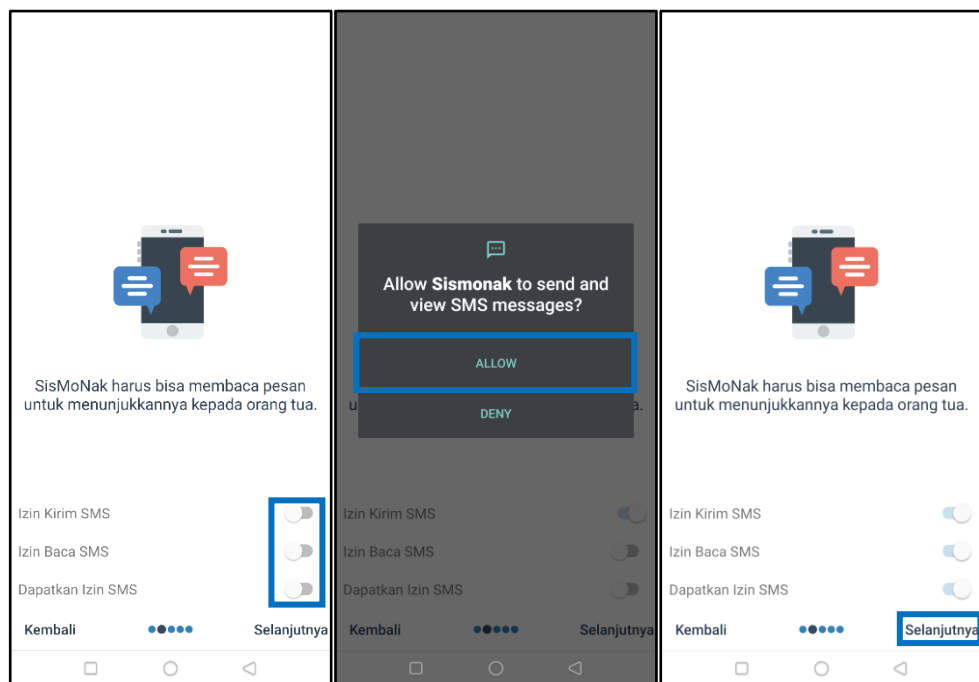 SisMoNak harus bisa membaca pesan
untuk menunjukkannya kepada orang tua.
Izin Kirim SMS
Izin Baca SMS
Dapatkan Izin SMS
Kembali
Selanjutnya
Allow Sismonak to send and
view SMS messages?
ALLOW
DENY
u
a.
Izin Kirim SMS
Izin Baca SMS
Dapatkan Izin SMS
Kembali
Selanjutnya
SisMoNak harus bisa membaca pesan
untuk menunjukkannya kepada orang tua.
Izin Kirim SMS
Izin Baca SMS
Dapatkan Izin SMS
Kembali
Selanjutnya